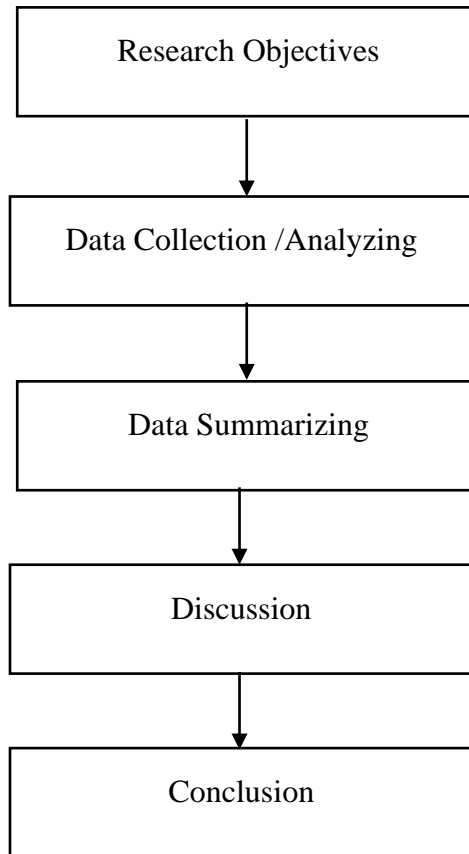 Research Objectives
Data Collection /Analyzing
Data Summarizing
Discussion
Conclusion